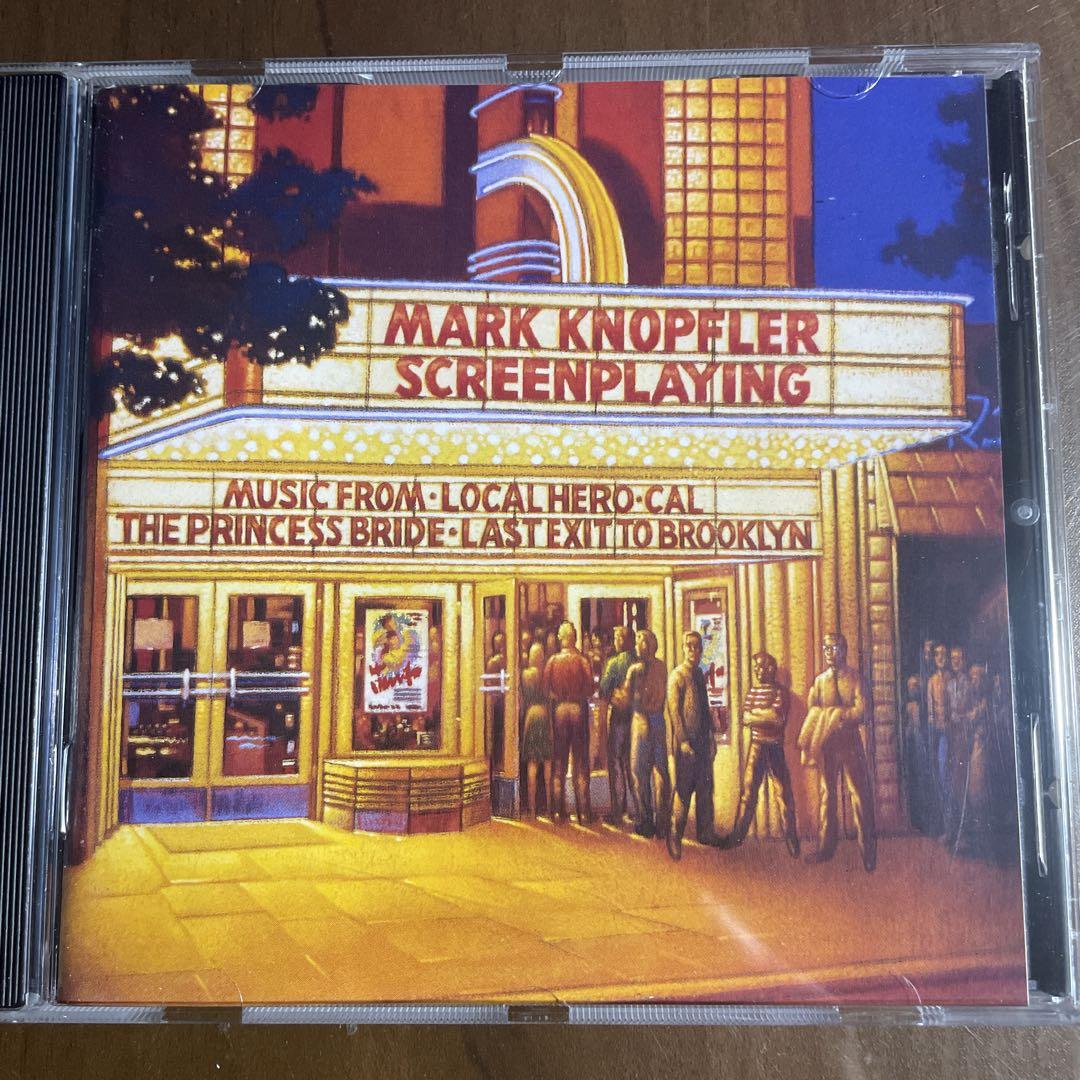 MARK KNOPFLER
SCREENPLAYING
MUSIC FROM · LOCAL HERO · CAL
THE PRINCESS BRIDE · LAST EXIT TO BROOKLYN